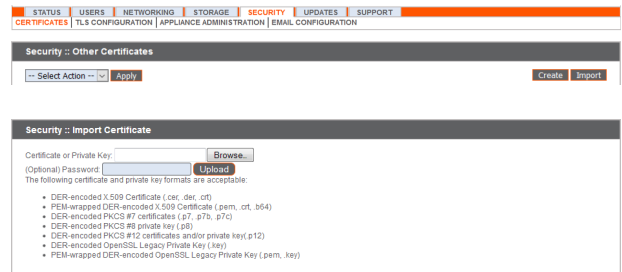 STATUS USERS NETWORKING STORAGE SECURITY UPDATES SUPPORT
CERTIFICATES | TLS CONFIGURATION | APPLIANCE ADMINISTRATION | EMAIL CONFIGURATION
Security :: Other Certificates
-- Select Action -- Apply Create Import
Security :: Import Certificate
Certificate or Private Key: Browse..
(Optional) Password: Upload
The following certificate and private key formats are acceptable:
• DER-encoded X.509 Certificate (.cer, .der, .crt)
• PEM-wrapped DER-encoded X.509 Certificate (.pem, .crt, .b64)
• DER-encoded PKCS #7 certificates (.p7, .p7b, .p7c)
• DER-encoded PKCS #8 private key (.p8)
• DER-encoded PKCS #12 certificates and/or private key(.p12)
• DER-encoded OpenSSL Legacy Private Key (.key)
• PEM-wrapped DER-encoded OpenSSL Legacy Private Key (.pem, .key)